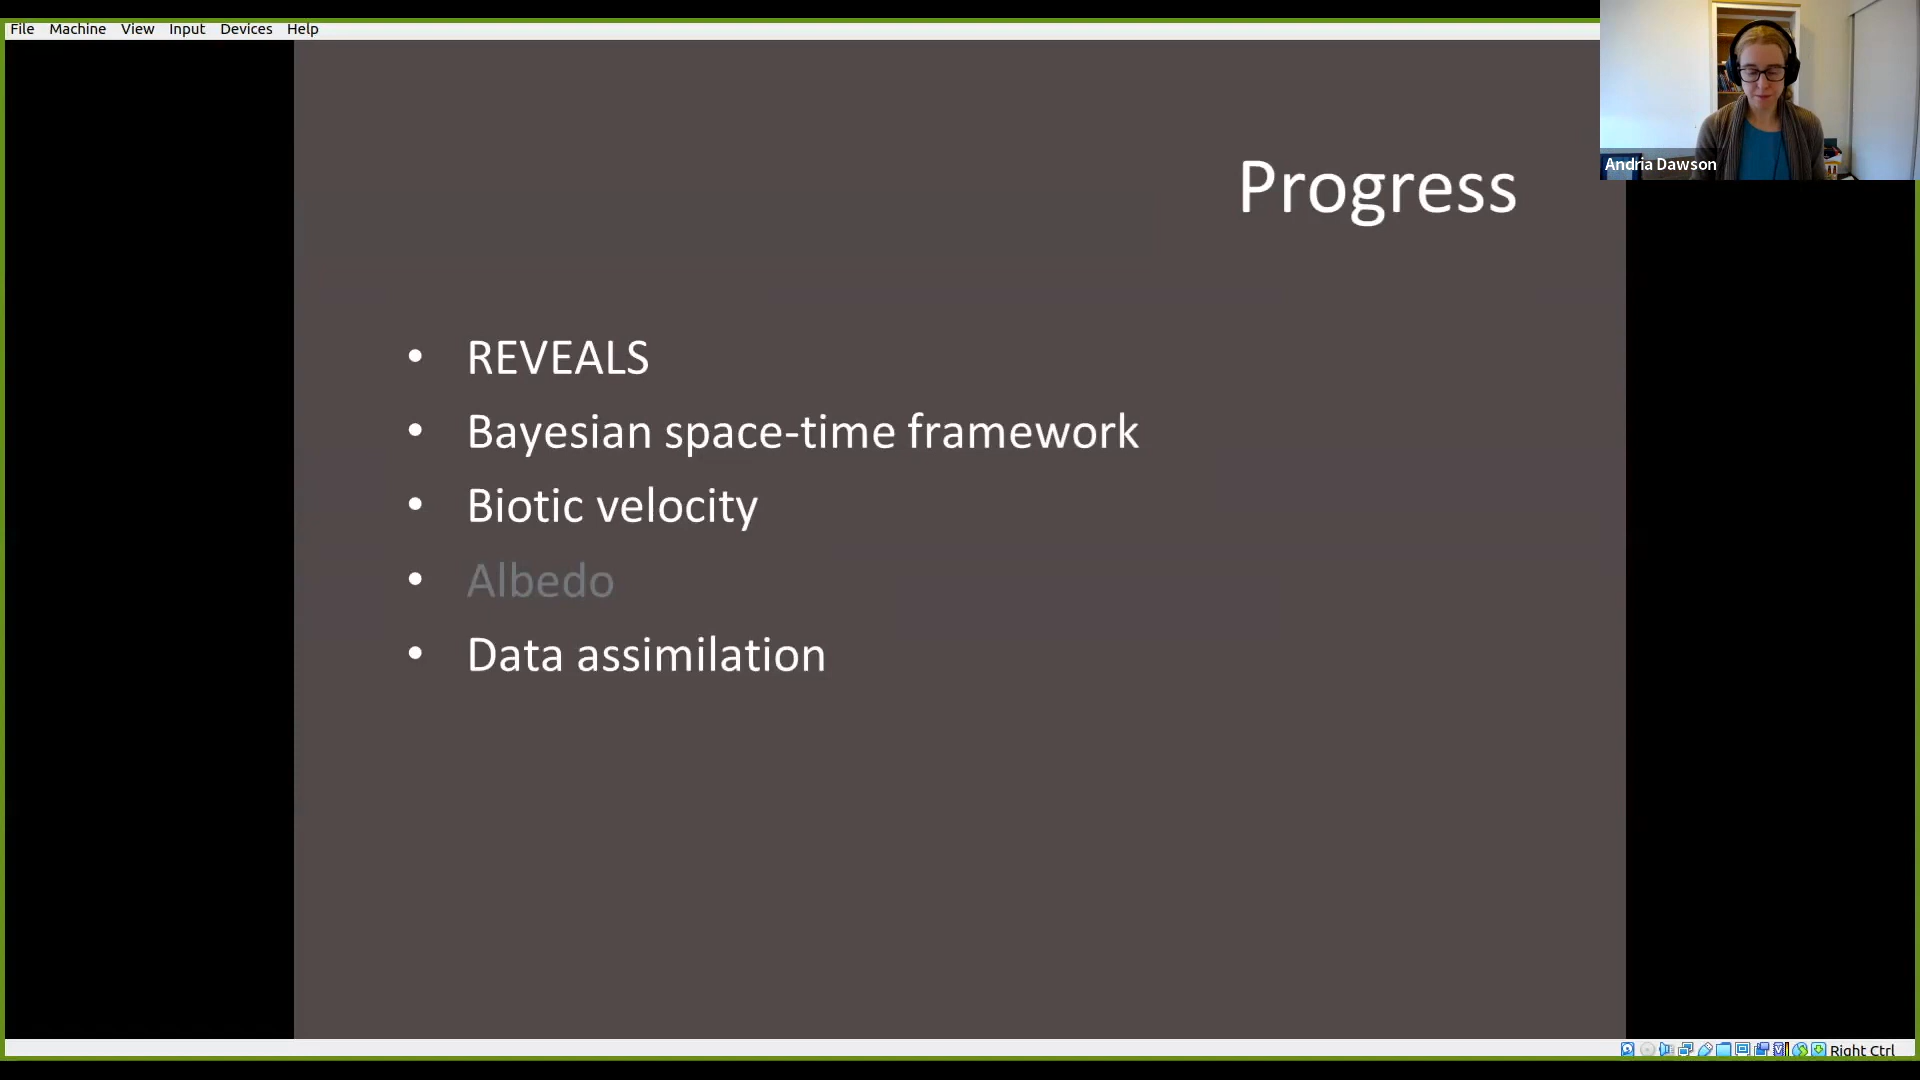 File Machine View Input Devices Help
Andria Dawson
Progress
• REVEALS
• Bayesian space-time framework
• Biotic velocity
• Albedo
• Data assimilation
Right Ctrl